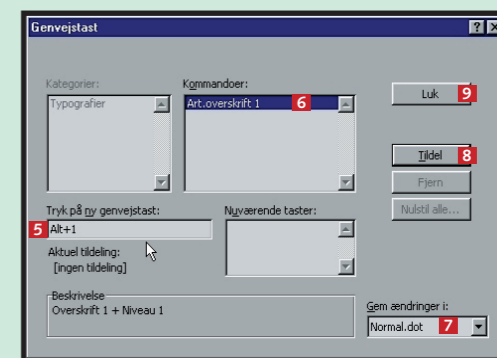 Genvejstast
Kategorier:
Kommandoer:
Typografier
Art.overskrift 1
6
Luk
9
Tildel
8
Fjern
Nulstil alle...
Tryk på ny genvejstast:
Nuværende taster:
5
Alt+1
Aktuel tildeling:
[ingen tildeling]
Beskrivelse
Overskrift 1 + Niveau 1
Gem ændringer i:
Normal.dot
7